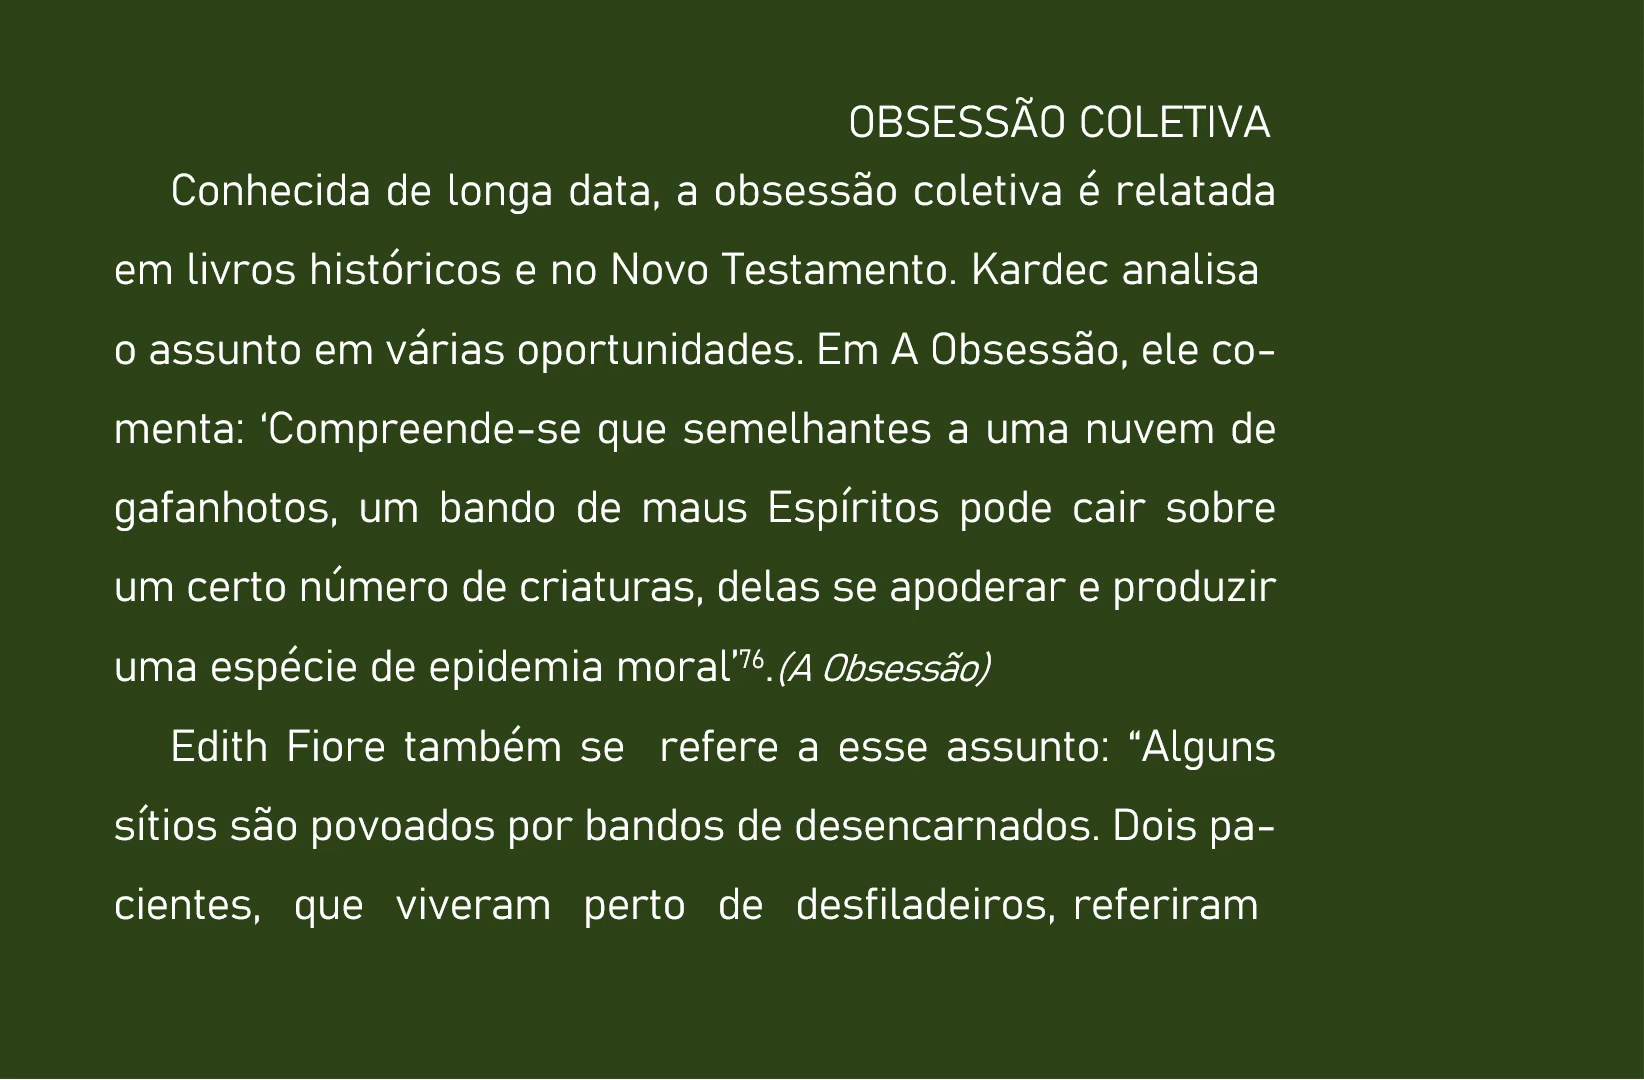 OBSESSÃO COLETIVA
Conhecida de longa data, a obsessão coletiva é relatada
em livros históricos e no Novo Testamento. Kardec analisa
o assunto em várias oportunidades. Em A Obsessão, ele co-
menta: ‘Compreende-se que semelhantes a uma nuvem de
gafanhotos, um bando de maus Espíritos pode cair sobre
um certo número de criaturas, delas se apoderar e produzir
uma espécie de epidemia moral’⁷⁶.(A Obsessão)
Edith Fiore também se refere a esse assunto: “Alguns
sítios são povoados por bandos de desencarnados. Dois pa-
cientes, que viveram perto de desfiladeiros, referiram